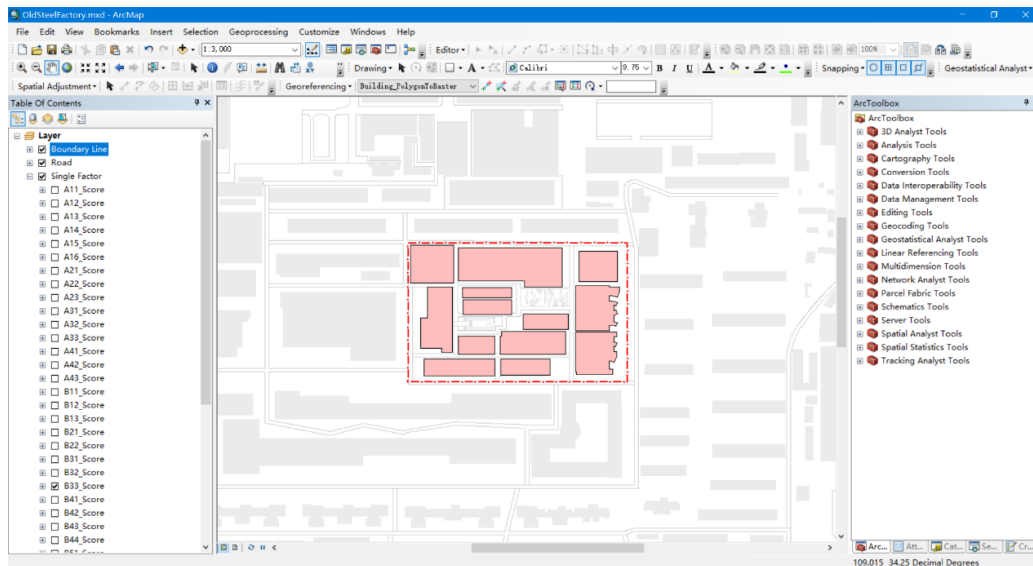 OldSteelFactory.mxd - ArcMap
File Edit View Bookmarks Insert Selection Geoprocessing Customize Windows Help
1:3,000 Editor 100%
Drawing A Calibri 9.75 B I U A Snapping Geostatistical Analyst
Spatial Adjustment Georeferencing Building_PolygonToRaster
Table Of Contents
Layer
Boundary Line
Road
Single Factor
A11_Score
A12_Score
A13_Score
A14_Score
A15_Score
A16_Score
A21_Score
A22_Score
A23_Score
A31_Score
A32_Score
A33_Score
A41_Score
A42_Score
A43_Score
B11_Score
B12_Score
B13_Score
B21_Score
B22_Score
B31_Score
B32_Score
B33_Score
B41_Score
B42_Score
B43_Score
B44_Score
B51_Score
ArcToolbox
ArcToolbox
3D Analyst Tools
Analysis Tools
Cartography Tools
Conversion Tools
Data Interoperability Tools
Data Management Tools
Editing Tools
Geocoding Tools
Geostatistical Analyst Tools
Linear Referencing Tools
Multidimension Tools
Network Analyst Tools
Parcel Fabric Tools
Schematics Tools
Server Tools
Spatial Analyst Tools
Spatial Statistics Tools
Tracking Analyst Tools
Arc... Att... Cat... Se... Cr...
109.015 34.25 Decimal Degrees